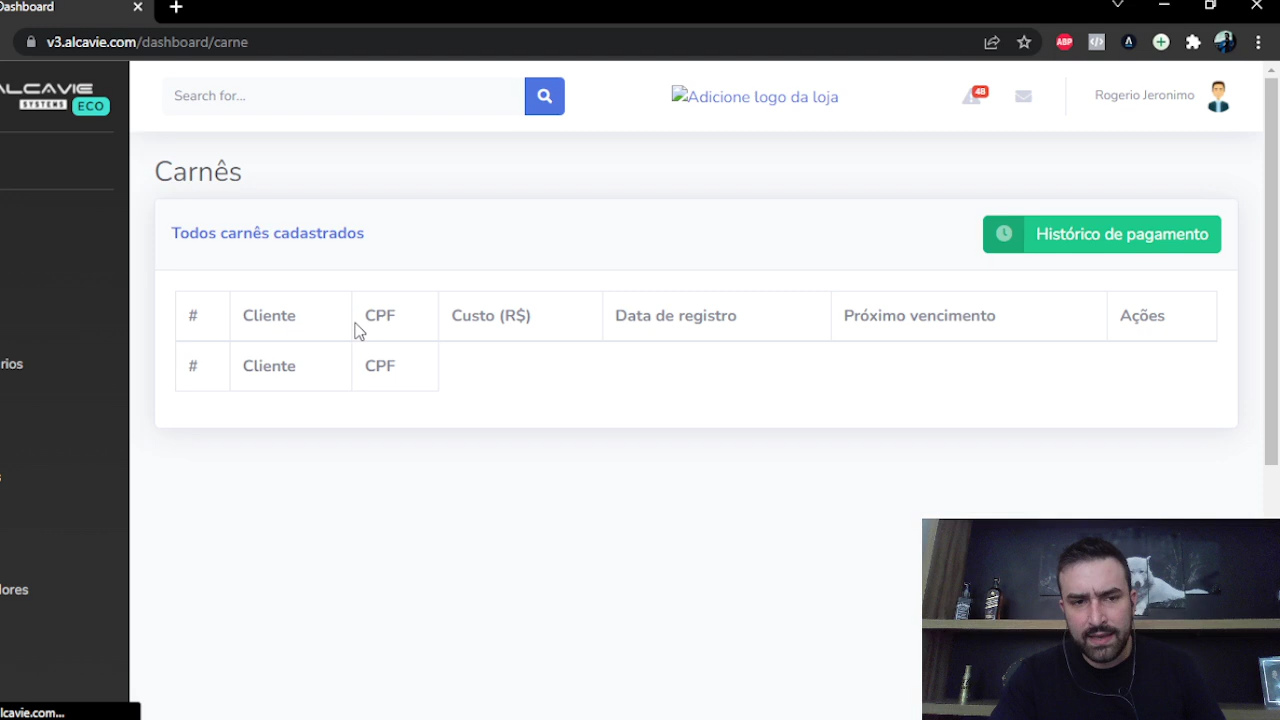 Dashboard
v3.alcavie.com/dashboard/carne
ABP
ALCAVIE
SYSTEMS ECO
Search for...
Adicione logo da loja
48
Rogerio Jeronimo
Carnês
Todos carnês cadastrados
Histórico de pagamento
# Cliente CPF Custo (R$) Data de registro Próximo vencimento Ações
# Cliente CPF
rios
s
lores
lcavie.com...